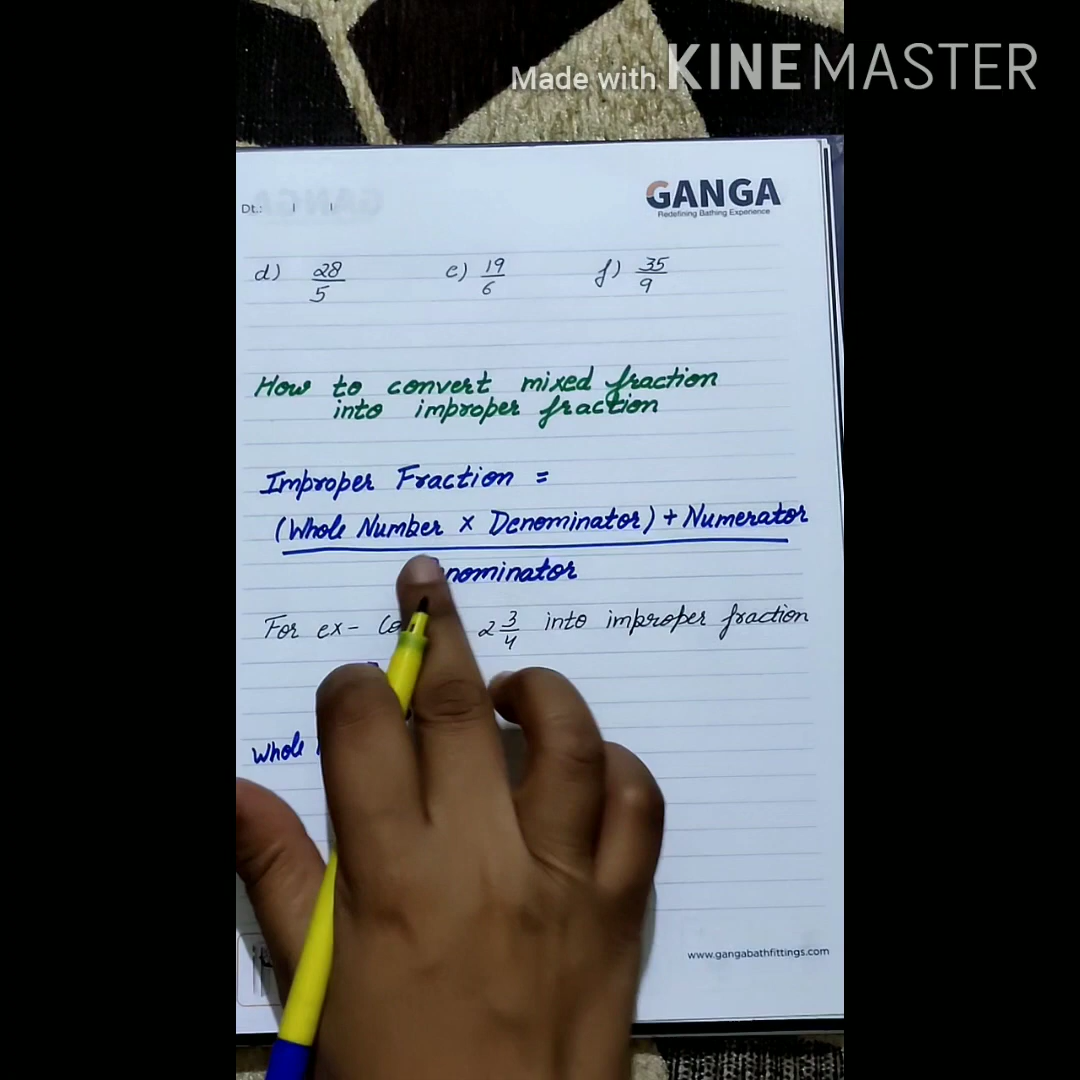 Made with KINEMASTER
GANGA
Redefining Bathing Experience
Dt.:
d) 28/5 e) 19/6 f) 35/9
How to convert mixed fraction
into improper fraction
Improper Fraction =
(Whole Number × Denominator) + Numerator
nominator
For ex- Co 2 3/4 into improper fraction
Whole
www.gangabathfittings.com